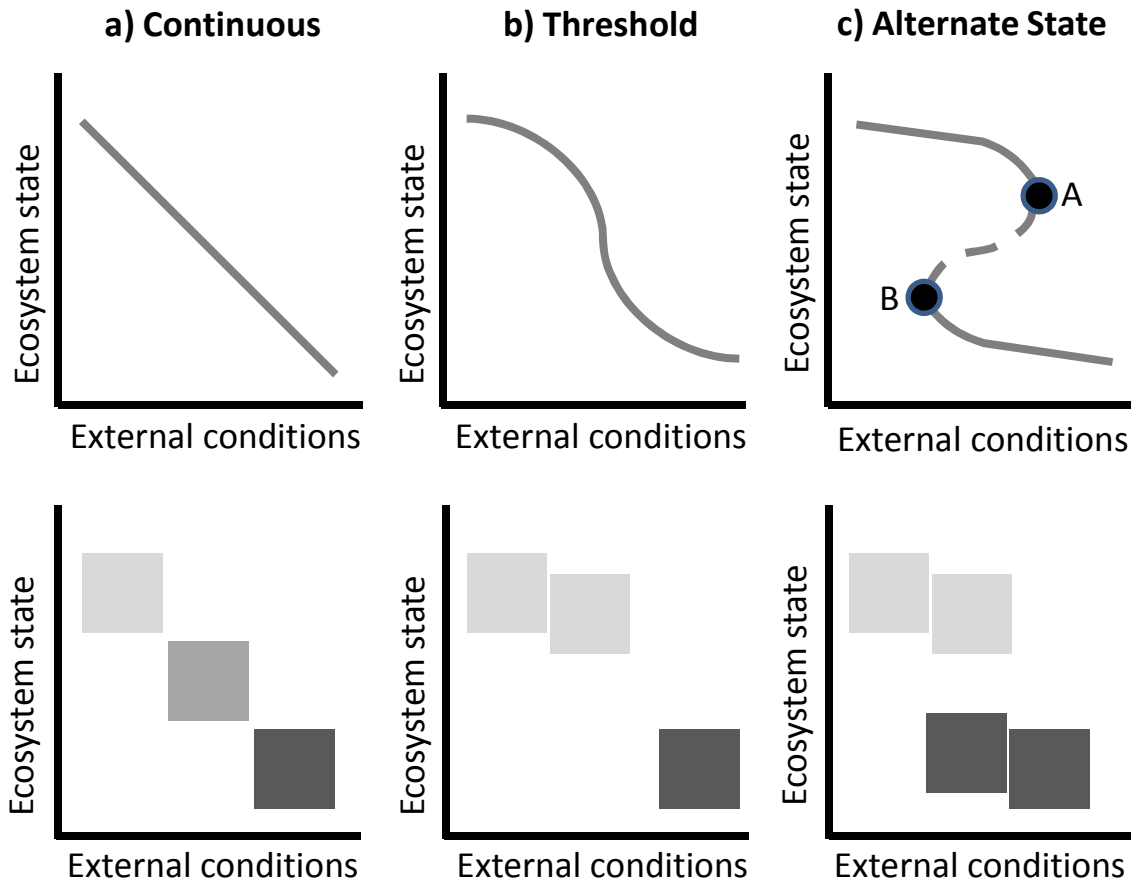 a) Continuous
b) Threshold
c) Alternate State
Ecosystem state
External conditions
Ecosystem state
External conditions
Ecosystem state
A
B
External conditions
Ecosystem state
External conditions
Ecosystem state
External conditions
Ecosystem state
External conditions